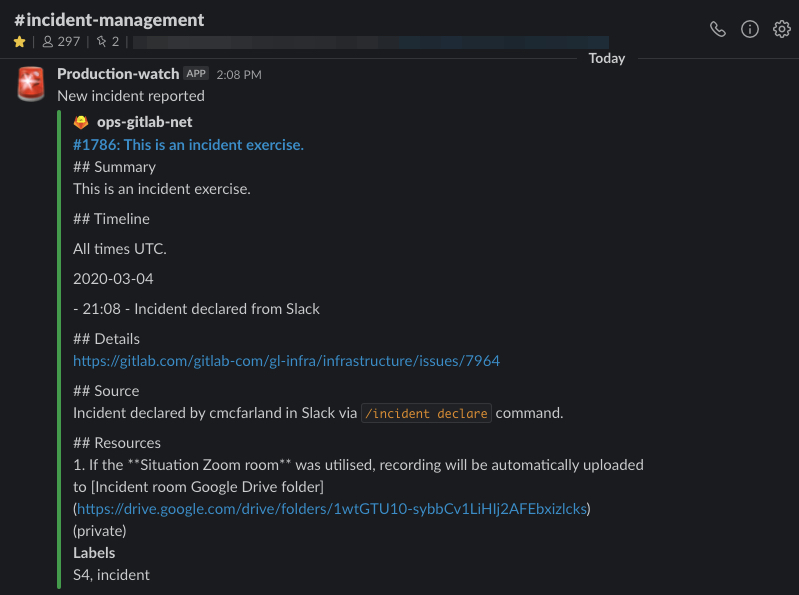 #incident-management
297 | 2 |
Today
Production-watch APP 2:08 PM
New incident reported
ops-gitlab-net
#1786: This is an incident exercise.
## Summary
This is an incident exercise.
## Timeline
All times UTC.
2020-03-04
- 21:08 - Incident declared from Slack
## Details
https://gitlab.com/gitlab-com/gl-infra/infrastructure/issues/7964
## Source
Incident declared by cmcfarland in Slack via /incident declare command.
## Resources
1. If the **Situation Zoom room** was utilised, recording will be automatically uploaded
to [Incident room Google Drive folder]
(https://drive.google.com/drive/folders/1wtGTU10-sybbCv1LiHIj2AFEbxizlcks)
(private)
Labels
S4, incident